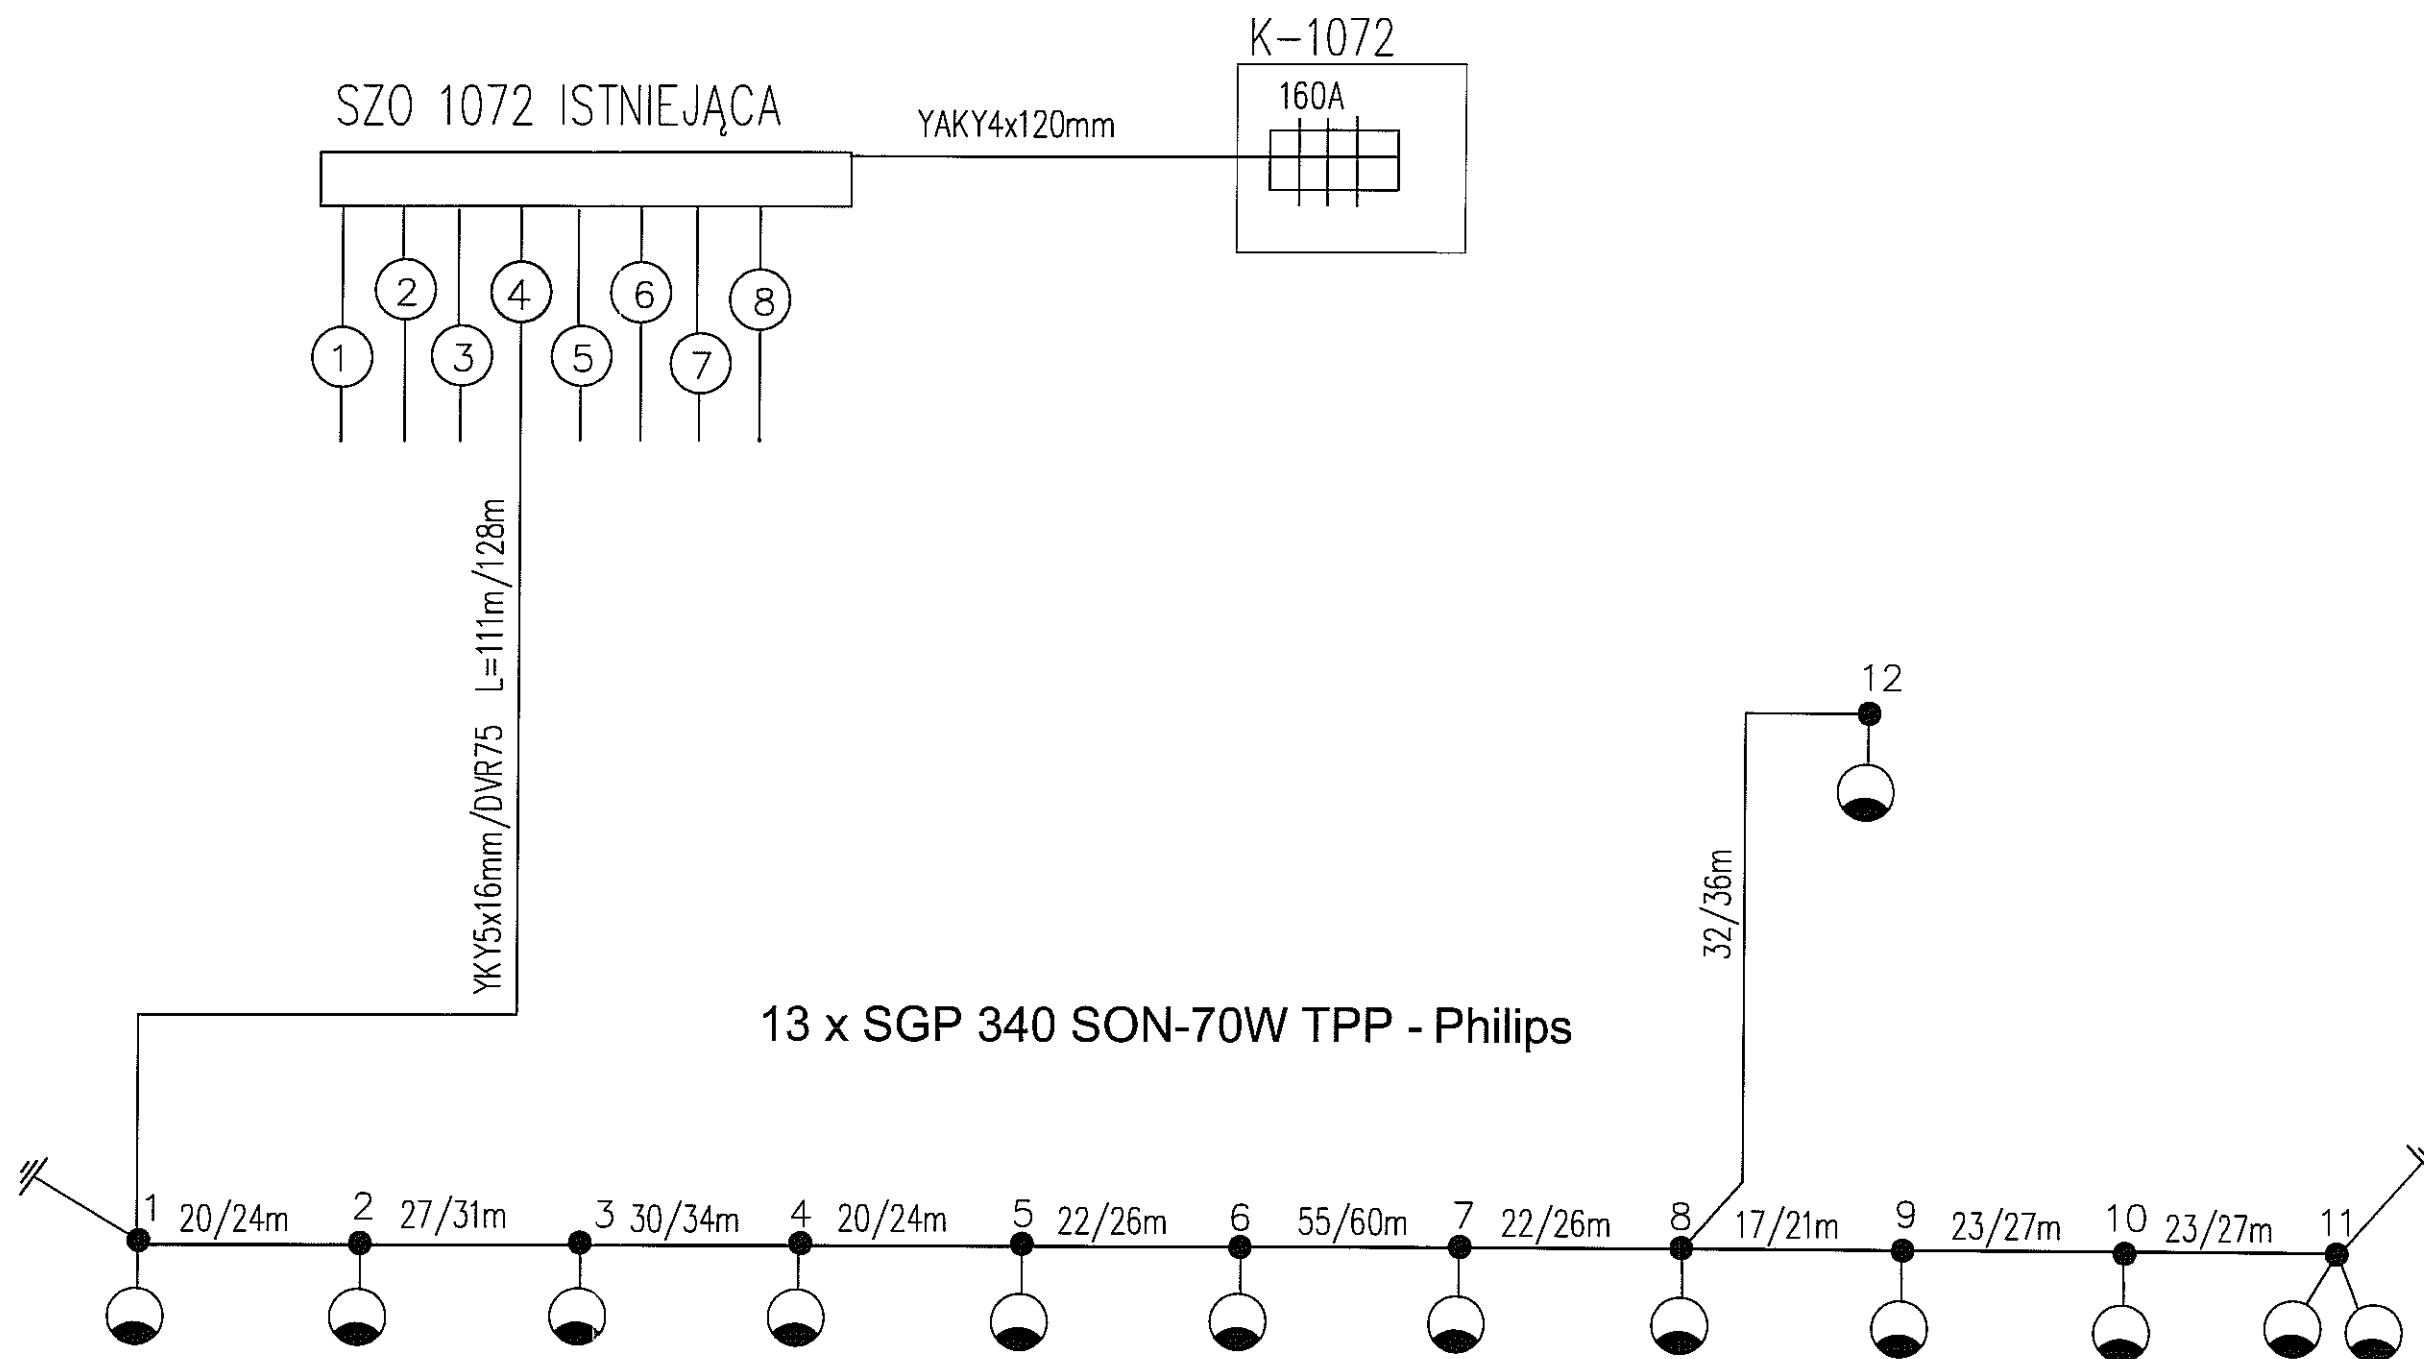 K-1072
160A
SZO 1072 ISTNIEJĄCA
YAKY4x120mm
1
2
3
4
5
6
7
8
YKY5x16mm/DVR75 L=111m/128m
12
32/36m
13 x SGP 340 SON-70W TPP - Philips
1 20/24m 2 27/31m 3 30/34m 4 20/24m 5 22/26m 6 55/60m 7 22/26m 8 17/21m 9 23/27m 10 23/27m 11